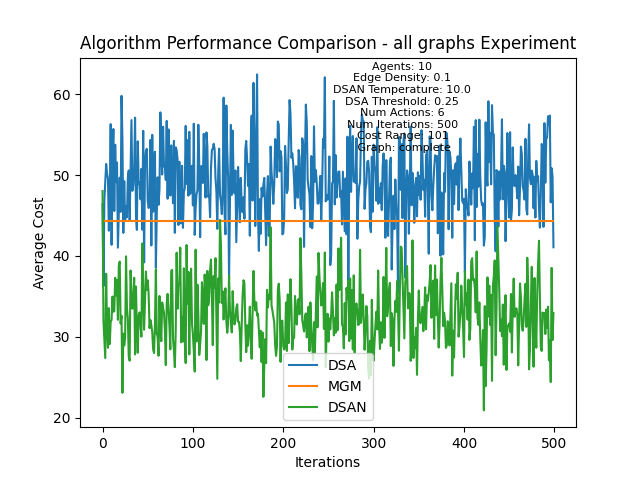 Algorithm Performance Comparison - all graphs Experiment
Agents: 10
Edge Density: 0.1
DSAN Temperature: 10.0
DSA Threshold: 0.25
Num Actions: 6
Num Iterations: 500
Cost Range: 101
Graph: complete
60
50
40
30
20
Average Cost
DSA
MGM
DSAN
0
100
200
300
400
500
Iterations